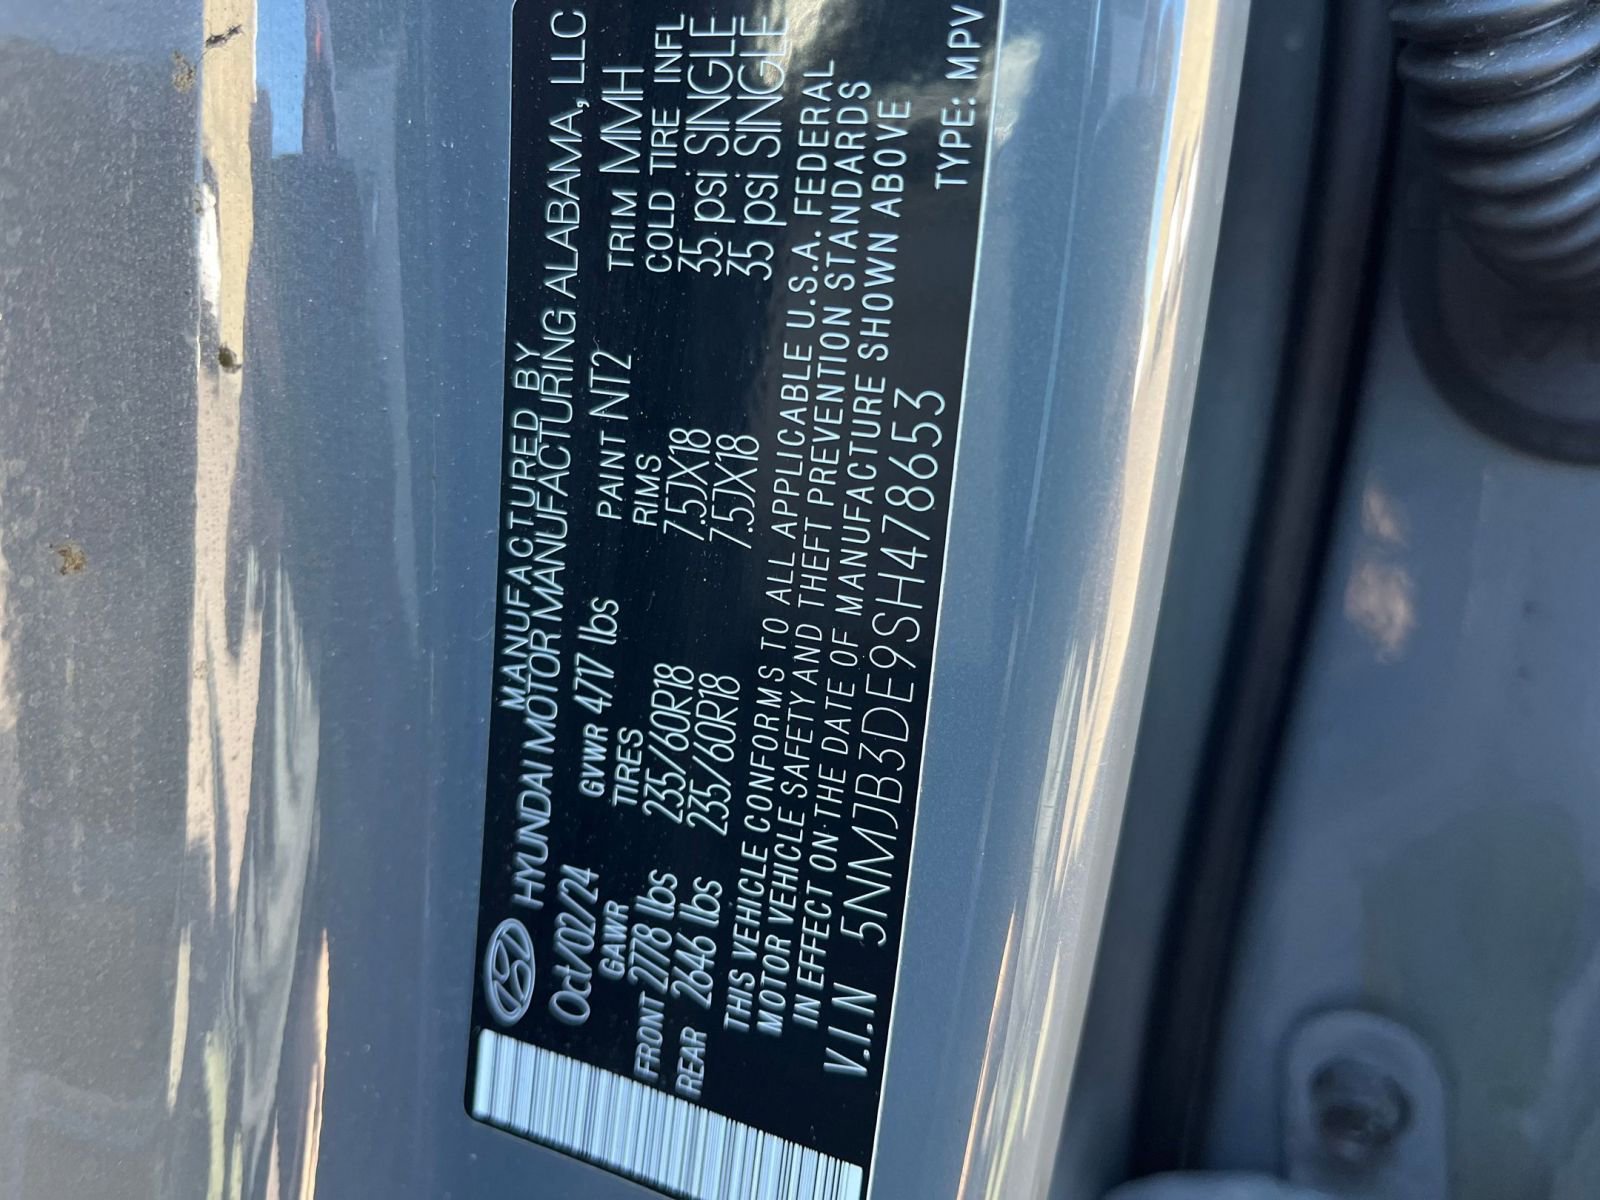 MANUFACTURED BY
HYUNDAI MOTOR MANUFACTURING ALABAMA, LLC
Oct/02/24 GVWR 4717 lbs PAINT NT2 TRIM MMH
GAWR TIRES RIMS COLD TIRE INFL
FRONT 2778 lbs 235/60R18 7.5JX18 35 psi SINGLE
REAR 2646 lbs 235/60R18 7.5JX18 35 psi SINGLE
THIS VEHICLE CONFORMS TO ALL APPLICABLE U.S.A. FEDERAL
MOTOR VEHICLE SAFETY AND THEFT PREVENTION STANDARDS
IN EFFECT ON THE DATE OF MANUFACTURE SHOWN ABOVE
V.I.N 5NMJB3DE9SH478653 TYPE: MPV